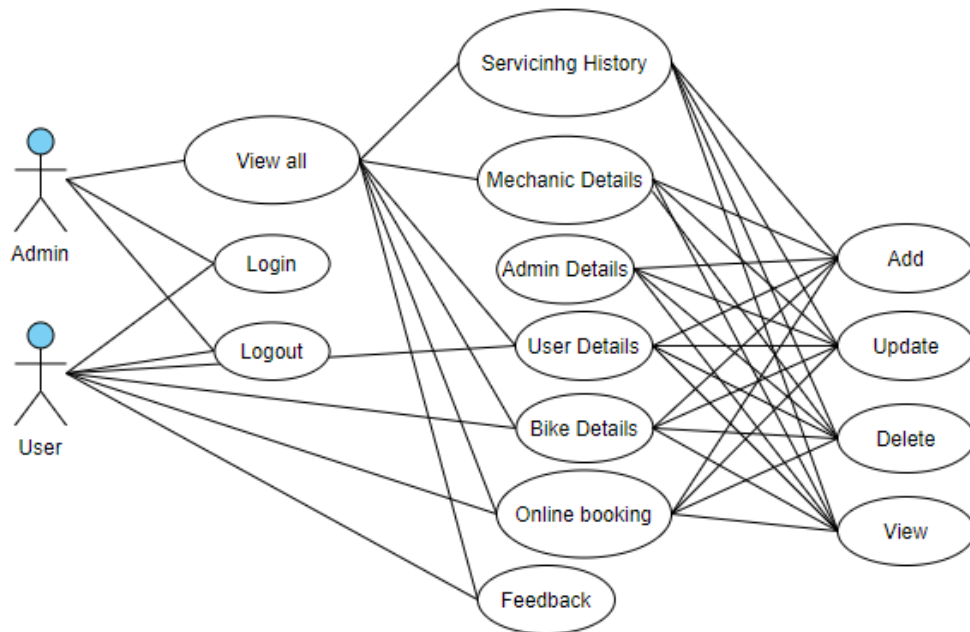 Servicinhg History
View all
Mechanic Details
Admin
Login
Admin Details
Add
User
Logout
User Details
Update
Bike Details
Delete
Online booking
View
Feedback